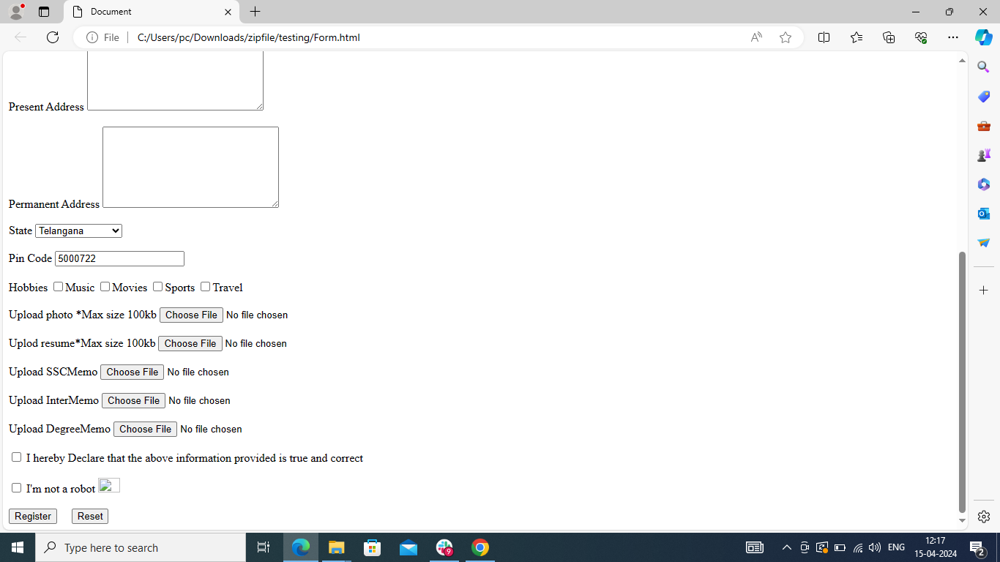 Document
File
C:/Users/pc/Downloads/zipfile/testing/Form.html
Present Address
Permanent Address
State Telangana
Pin Code 5000722
Hobbies Music Movies Sports Travel
Upload photo *Max size 100kb Choose File No file chosen
Uplod resume*Max size 100kb Choose File No file chosen
Upload SSCMemo Choose File No file chosen
Upload InterMemo Choose File No file chosen
Upload DegreeMemo Choose File No file chosen
I hereby Declare that the above information provided is true and correct
I'm not a robot
Register Reset
Type here to search
9
ENG
12:17
15-04-2024
2